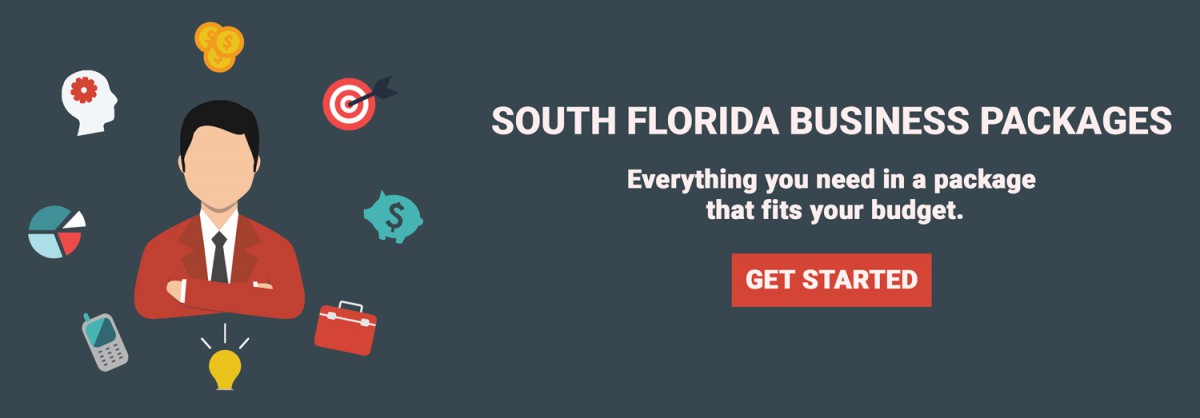 SOUTH FLORIDA BUSINESS PACKAGES
Everything you need in a package
that fits your budget.
GET STARTED